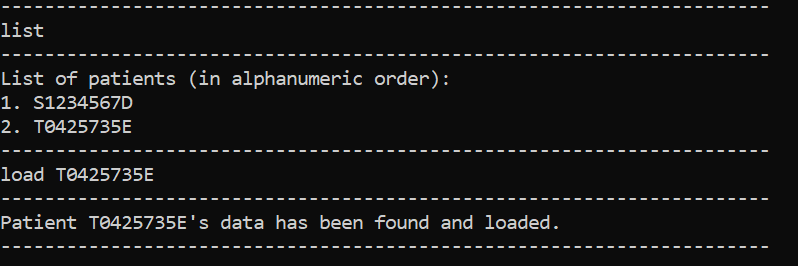 ----------------------------------------------------------------------
list
----------------------------------------------------------------------
List of patients (in alphanumeric order):
1. S1234567D
2. T0425735E
----------------------------------------------------------------------
load T0425735E
----------------------------------------------------------------------
Patient T0425735E's data has been found and loaded.
----------------------------------------------------------------------